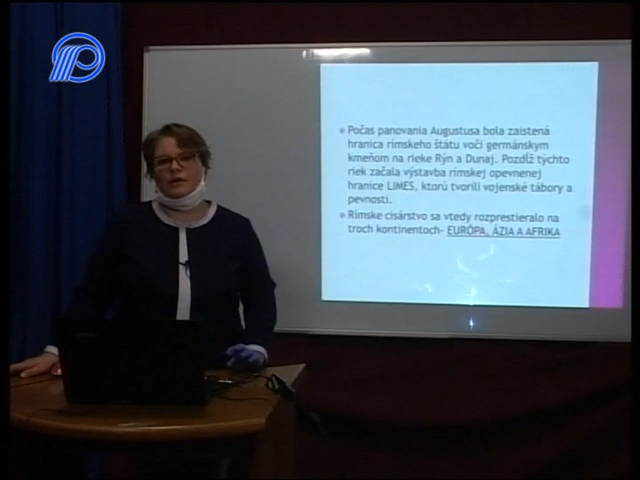 Počas panovania Augustusa bola zaistená
hranica rímskeho štátu voči germánskym
kmeňom na rieke Rýn a Dunaj. Pozdĺž týchto
riek začala výstavba rímskej opevnenej
hranice LIMES, ktorú tvorili vojenské tábory a
pevnosti.
Rímske cisárstvo sa vtedy rozprestieralo na
troch kontinentoch- EURÓPA, ÁZIA A AFRIKA